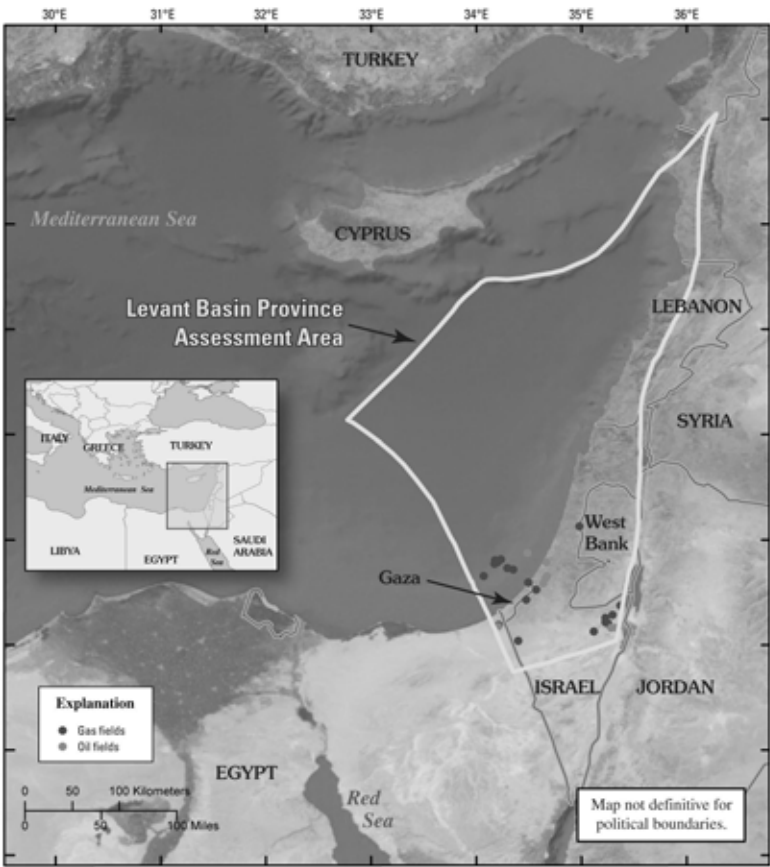 30°E 31°E 32°E 33°E 34°E 35°E 36°E
TURKEY
Mediterranean Sea
CYPRUS
Levant Basin Province
Assessment Area
LEBANON
SYRIA
ITALY
GREECE
TURKEY
Mediterranean Sea
LIBYA
EGYPT
Red
Sea
SAUDI
ARABIA
West
Bank
Gaza
ISRAEL
JORDAN
EGYPT
Red
Sea
Explanation
Gas fields
Oil fields
0 50 100 Kilometers
0 50 100 Miles
Map not definitive for
political boundaries.